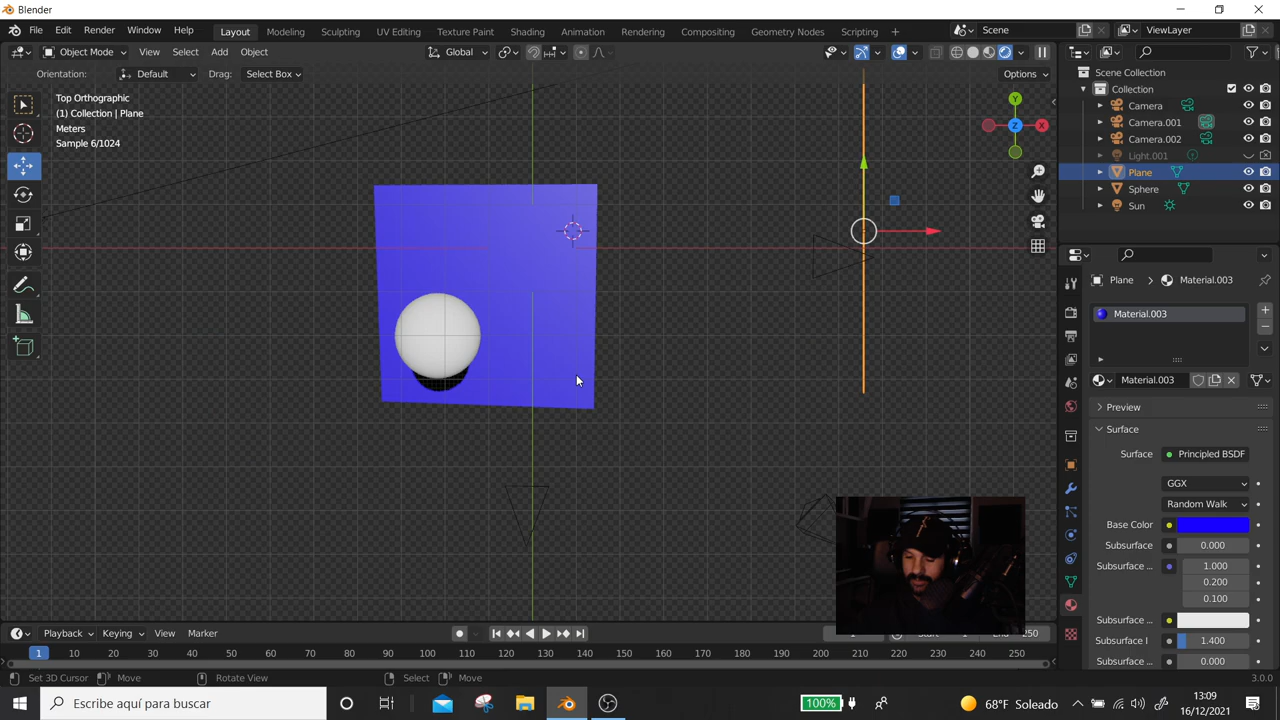 Blender
File Edit Render Window Help Layout Modeling Sculpting UV Editing Texture Paint Shading Animation Rendering Compositing Geometry Nodes Scripting + Scene ViewLayer
Object Mode View Select Add Object Global
Orientation: Default Drag: Select Box Options
Top Orthographic
(1) Collection | Plane
Meters
Sample 6/1024
Y
Z X
Scene Collection
Collection
Camera
Camera.001
Camera.002
Light.001
Plane
Sphere
Sun
Plane > Material.003
Material.003
Material.003
Preview
Surface
Surface Principled BSDF
GGX
Random Walk
Base Color
Subsurface 0.000
Subsurface ... 1.000
0.200
0.100
Subsurface ...
Subsurface I 1.400
Subsurface ... 0.000
Playback Keying View Marker 1 Start 1 End 250
1 10 20 30 40 50 60 70 80 90 100 110 120 130 140 150 160 170 180 190 200 210 220 230 240 250
Set 3D Cursor Move Rotate View Select Move 3.0.0
Escribe aquí para buscar 100% 68°F Soleado 13:09
16/12/2021